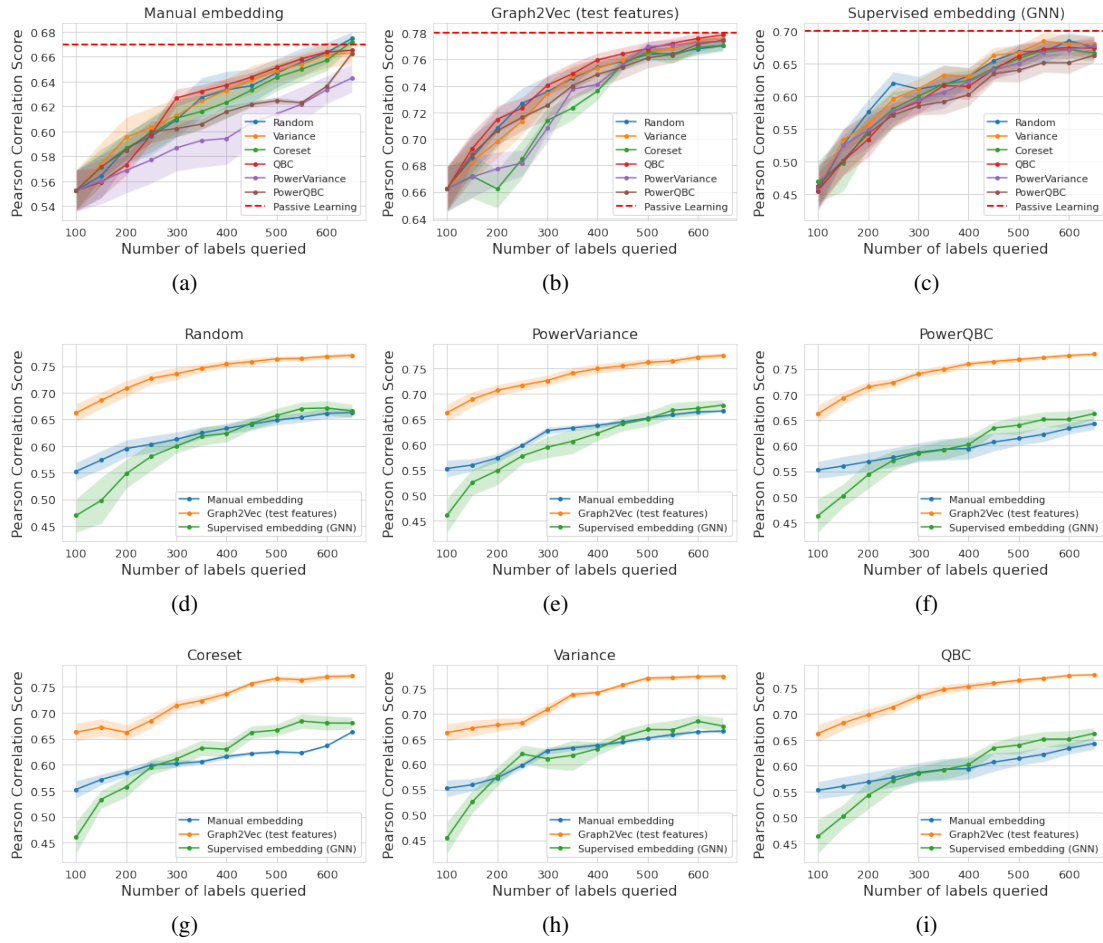 Manual embedding
Pearson Correlation Score
0.68
0.66
0.64
0.62
0.60
0.58
0.56
0.54
Random
Variance
Coreset
QBC
PowerVariance
PowerQBC
Passive Learning
100 200 300 400 500 600
Number of labels queried
(a)
Graph2Vec (test features)
Pearson Correlation Score
0.78
0.76
0.74
0.72
0.70
0.68
0.66
0.64
Random
Variance
Coreset
QBC
PowerVariance
PowerQBC
Passive Learning
100 200 300 400 500 600
Number of labels queried
(b)
Supervised embedding (GNN)
Pearson Correlation Score
0.70
0.65
0.60
0.55
0.50
0.45
Random
Variance
Coreset
QBC
PowerVariance
PowerQBC
Passive Learning
100 200 300 400 500 600
Number of labels queried
(c)
Random
Pearson Correlation Score
0.75
0.70
0.65
0.60
0.55
0.50
0.45
Manual embedding
Graph2Vec (test features)
Supervised embedding (GNN)
100 200 300 400 500 600
Number of labels queried
(d)
PowerVariance
Pearson Correlation Score
0.75
0.70
0.65
0.60
0.55
0.50
0.45
Manual embedding
Graph2Vec (test features)
Supervised embedding (GNN)
100 200 300 400 500 600
Number of labels queried
(e)
PowerQBC
Pearson Correlation Score
0.75
0.70
0.65
0.60
0.55
0.50
0.45
Manual embedding
Graph2Vec (test features)
Supervised embedding (GNN)
100 200 300 400 500 600
Number of labels queried
(f)
Coreset
Pearson Correlation Score
0.75
0.70
0.65
0.60
0.55
0.50
0.45
Manual embedding
Graph2Vec (test features)
Supervised embedding (GNN)
100 200 300 400 500 600
Number of labels queried
(g)
Variance
Pearson Correlation Score
0.75
0.70
0.65
0.60
0.55
0.50
0.45
Manual embedding
Graph2Vec (test features)
Supervised embedding (GNN)
100 200 300 400 500 600
Number of labels queried
(h)
QBC
Pearson Correlation Score
0.75
0.70
0.65
0.60
0.55
0.50
0.45
Manual embedding
Graph2Vec (test features)
Supervised embedding (GNN)
100 200 300 400 500 600
Number of labels queried
(i)